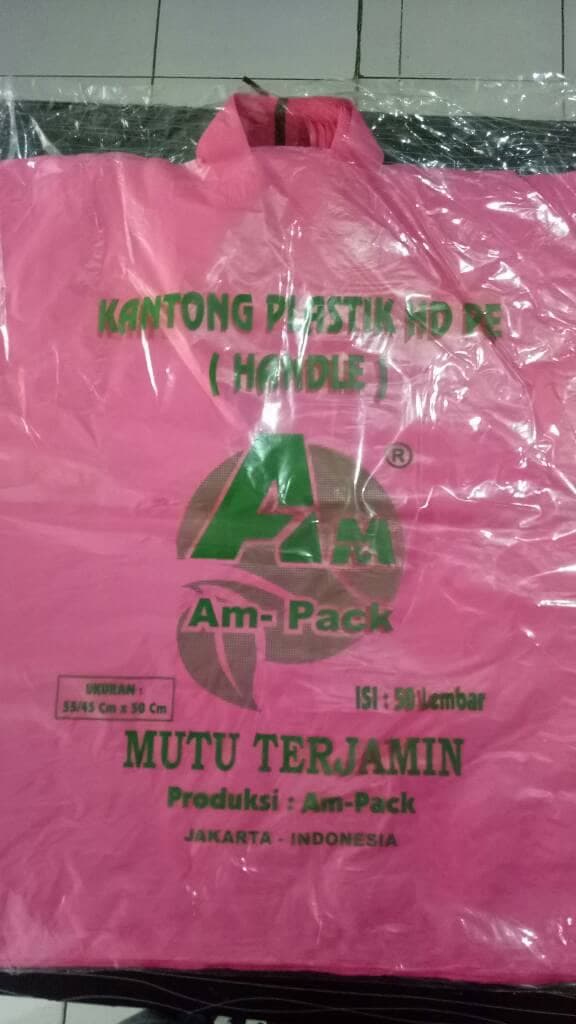 KANTONG PLASTIK HD PE
( HANDLE )
AM ®
Am- Pack
UKURAN :
55/45 Cm x 50 Cm
ISI : 50 Lembar
MUTU TERJAMIN
Produksi : Am-Pack
JAKARTA - INDONESIA